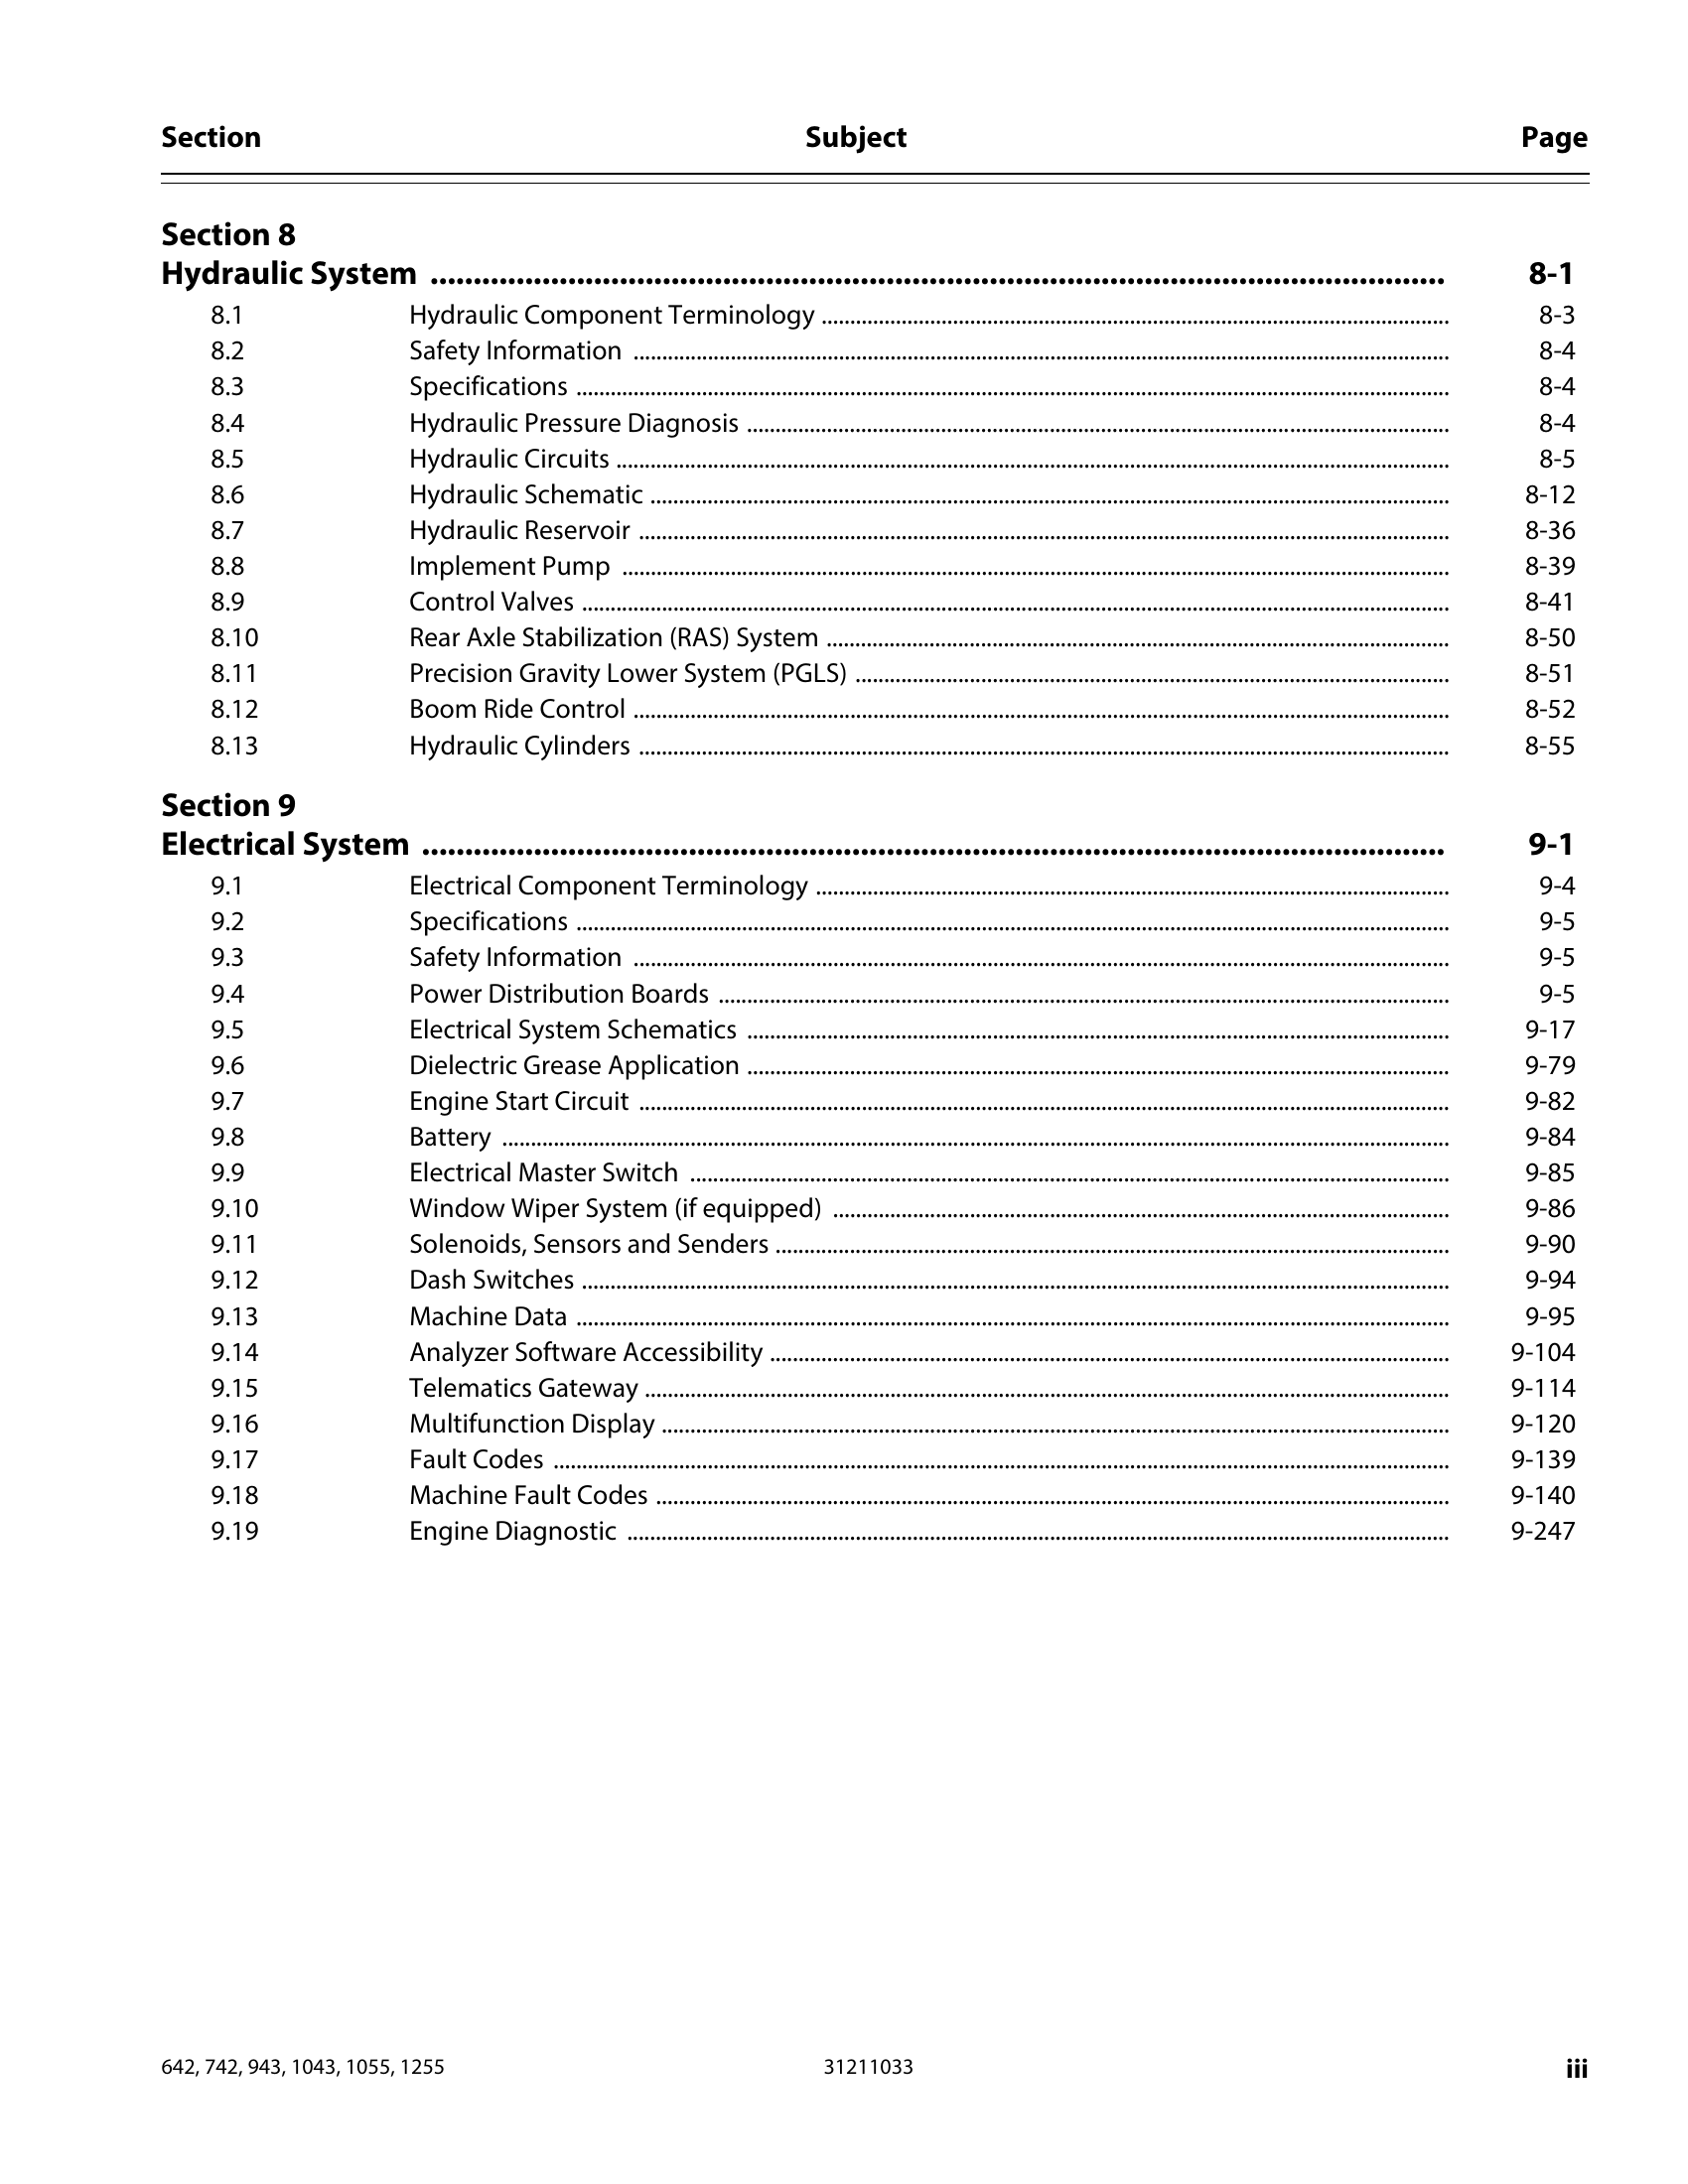 Section Subject Page
Section 8
Hydraulic System ........ 8-1
8.1 Hydraulic Component Terminology ........ 8-3
8.2 Safety Information ........ 8-4
8.3 Specifications ........ 8-4
8.4 Hydraulic Pressure Diagnosis ........ 8-4
8.5 Hydraulic Circuits ........ 8-5
8.6 Hydraulic Schematic ........ 8-12
8.7 Hydraulic Reservoir ........ 8-36
8.8 Implement Pump ........ 8-39
8.9 Control Valves ........ 8-41
8.10 Rear Axle Stabilization (RAS) System ........ 8-50
8.11 Precision Gravity Lower System (PGLS) ........ 8-51
8.12 Boom Ride Control ........ 8-52
8.13 Hydraulic Cylinders ........ 8-55
Section 9
Electrical System ........ 9-1
9.1 Electrical Component Terminology ........ 9-4
9.2 Specifications ........ 9-5
9.3 Safety Information ........ 9-5
9.4 Power Distribution Boards ........ 9-5
9.5 Electrical System Schematics ........ 9-17
9.6 Dielectric Grease Application ........ 9-79
9.7 Engine Start Circuit ........ 9-82
9.8 Battery ........ 9-84
9.9 Electrical Master Switch ........ 9-85
9.10 Window Wiper System (if equipped) ........ 9-86
9.11 Solenoids, Sensors and Senders ........ 9-90
9.12 Dash Switches ........ 9-94
9.13 Machine Data ........ 9-95
9.14 Analyzer Software Accessibility ........ 9-104
9.15 Telematics Gateway ........ 9-114
9.16 Multifunction Display ........ 9-120
9.17 Fault Codes ........ 9-139
9.18 Machine Fault Codes ........ 9-140
9.19 Engine Diagnostic ........ 9-247
642, 742, 943, 1043, 1055, 1255 31211033 iii